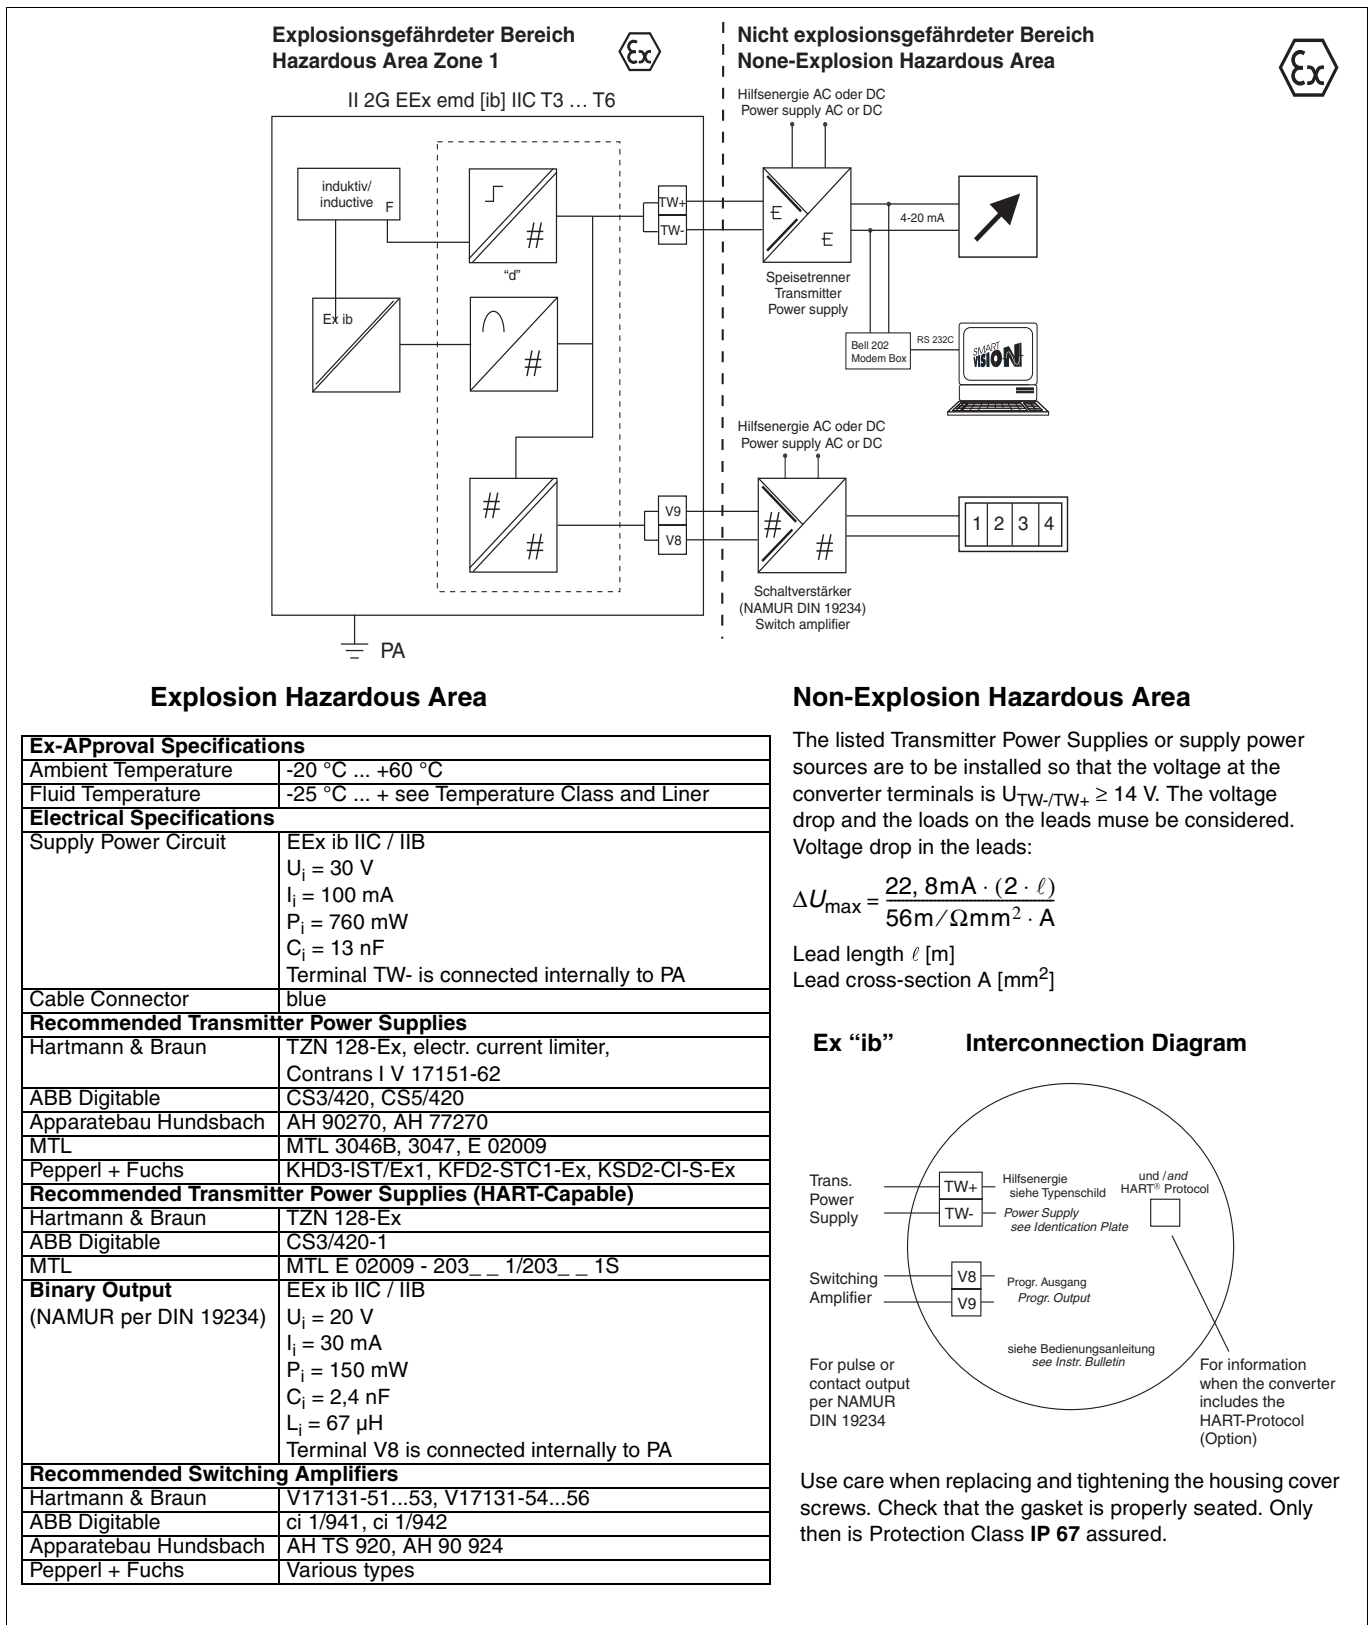 Explosionsgefährdeter Bereich
Hazardous Area Zone 1
Ex
Nicht explosionsgefährdeter Bereich
None-Explosion Hazardous Area
Ex
II 2G EEx emd [ib] IIC T3 … T6
Hilfsenergie AC oder DC
Power supply AC or DC
induktiv/
inductive
F
#
"d"
TW+
TW-
E
E
4-20 mA
Speisetrenner
Transmitter
Power supply
Ex ib
#
Bell 202
Modem Box
RS 232C
SMART
VISION
Hilfsenergie AC oder DC
Power supply AC or DC
#
#
V9
V8
#
#
1 2 3 4
Schaltverstärker
(NAMUR DIN 19234)
Switch amplifier
PA
Explosion Hazardous Area
Ex-APproval Specifications
Ambient Temperature -20 °C ... +60 °C
Fluid Temperature -25 °C ... + see Temperature Class and Liner
Electrical Specifications
Supply Power Circuit EEx ib IIC / IIB
Ui = 30 V
Ii = 100 mA
Pi = 760 mW
Ci = 13 nF
Terminal TW- is connected internally to PA
Cable Connector blue
Recommended Transmitter Power Supplies
Hartmann & Braun TZN 128-Ex, electr. current limiter,
Contrans I V 17151-62
ABB Digitable CS3/420, CS5/420
Apparatebau Hundsbach AH 90270, AH 77270
MTL MTL 3046B, 3047, E 02009
Pepperl + Fuchs KHD3-IST/Ex1, KFD2-STC1-Ex, KSD2-CI-S-Ex
Recommended Transmitter Power Supplies (HART-Capable)
Hartmann & Braun TZN 128-Ex
ABB Digitable CS3/420-1
MTL MTL E 02009 - 203_ _ 1/203_ _ 1S
Binary Output EEx ib IIC / IIB
(NAMUR per DIN 19234) Ui = 20 V
Ii = 30 mA
Pi = 150 mW
Ci = 2,4 nF
Li = 67 µH
Terminal V8 is connected internally to PA
Recommended Switching Amplifiers
Hartmann & Braun V17131-51...53, V17131-54...56
ABB Digitable ci 1/941, ci 1/942
Apparatebau Hundsbach AH TS 920, AH 90 924
Pepperl + Fuchs Various types
Non-Explosion Hazardous Area
The listed Transmitter Power Supplies or supply power
sources are to be installed so that the voltage at the
converter terminals is UTW-/TW+ ≥ 14 V. The voltage
drop and the loads on the leads muse be considered.
Voltage drop in the leads:
ΔUmax = 22, 8mA · (2 · ℓ)
56m/Ωmm² · A
Lead length ℓ [m]
Lead cross-section A [mm²]
Ex "ib" Interconnection Diagram
Trans.
Power
Supply
TW+
TW-
Hilfsenergie
siehe Typenschild
Power Supply
see Identication Plate
und / and
HART® Protocol
Switching
Amplifier
V8
V9
Progr. Ausgang
Progr. Output
siehe Bedienungsanleitung
see Instr. Bulletin
For pulse or
contact output
per NAMUR
DIN 19234
For information
when the converter
includes the
HART-Protocol
(Option)
Use care when replacing and tightening the housing cover
screws. Check that the gasket is properly seated. Only
then is Protection Class IP 67 assured.